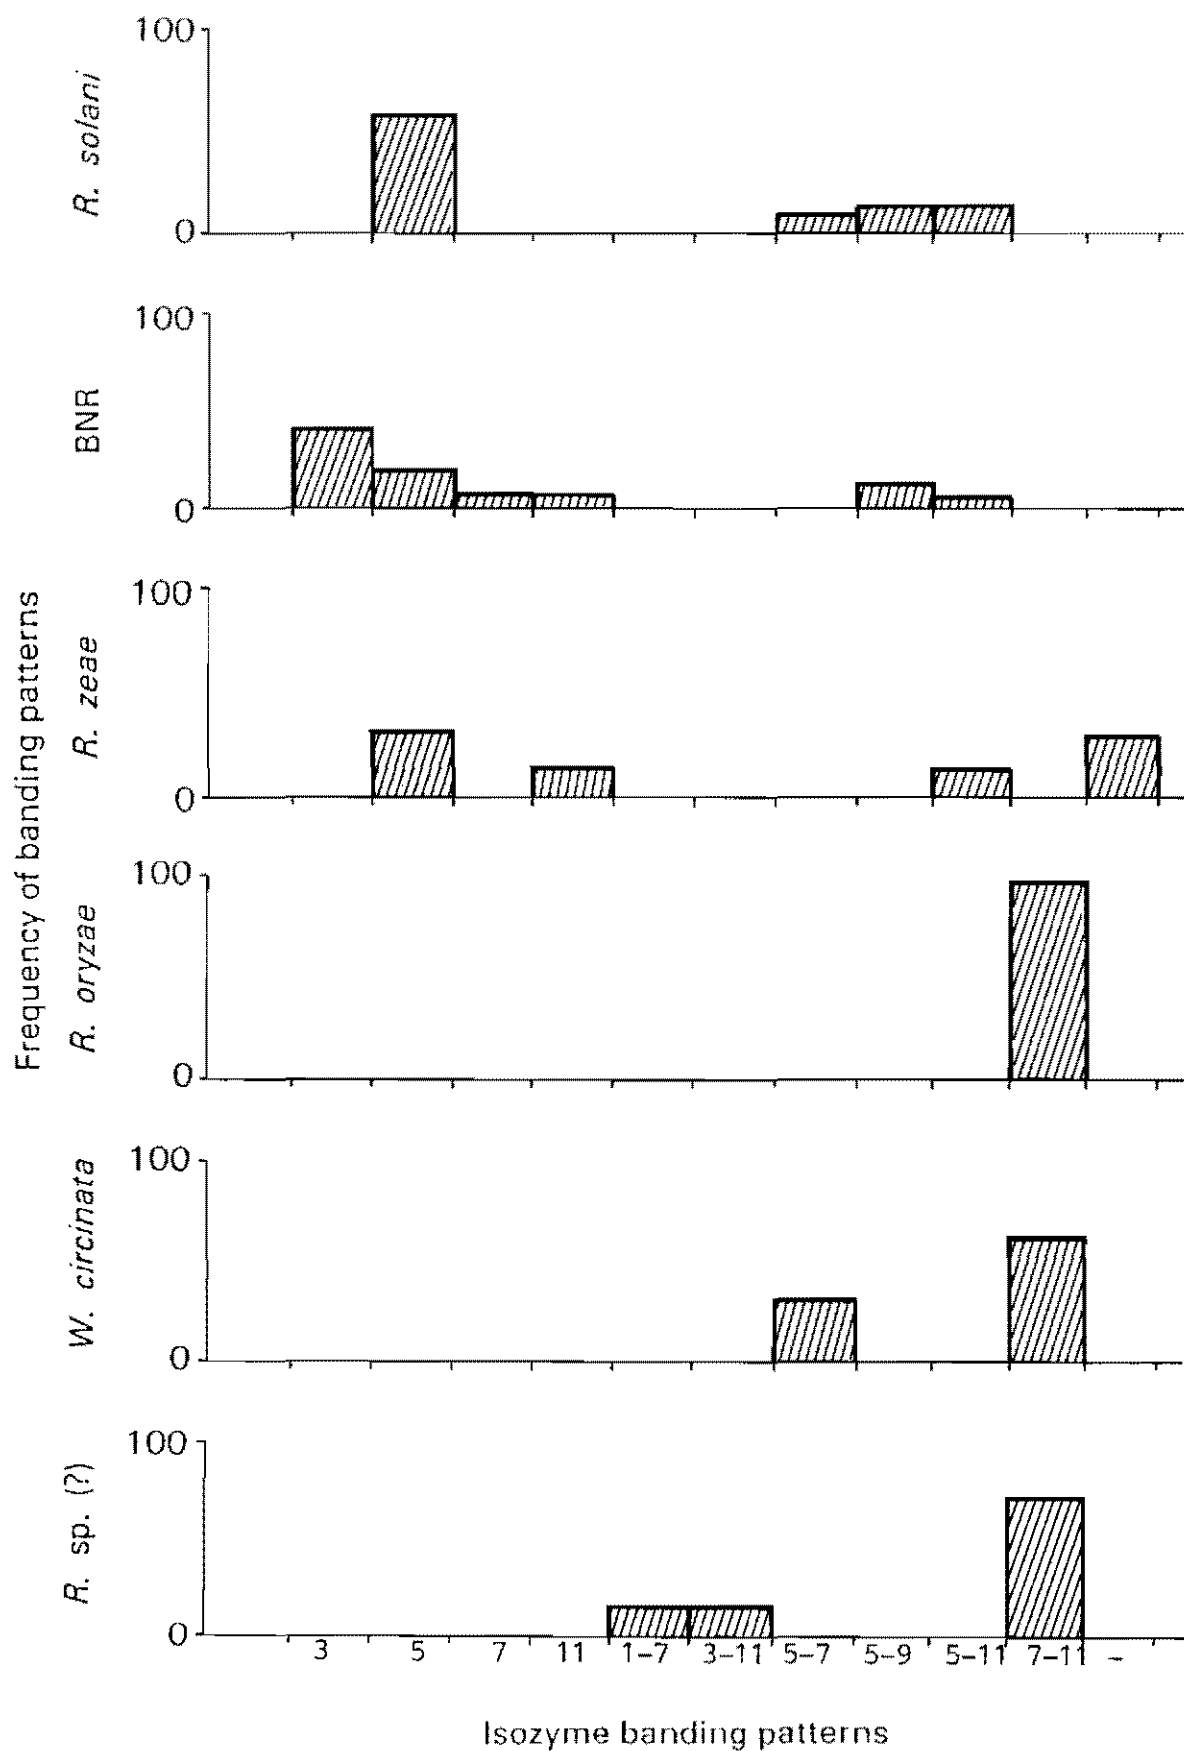 100
R. solani
0
100
BNR
0
100
R. zeae
0
Frequency of banding patterns
100
R. oryzae
0
100
W. circinata
0
100
R. sp. (?)
0
3 5 7 11 1–7 3–11 5–7 5–9 5–11 7–11 –
Isozyme banding patterns